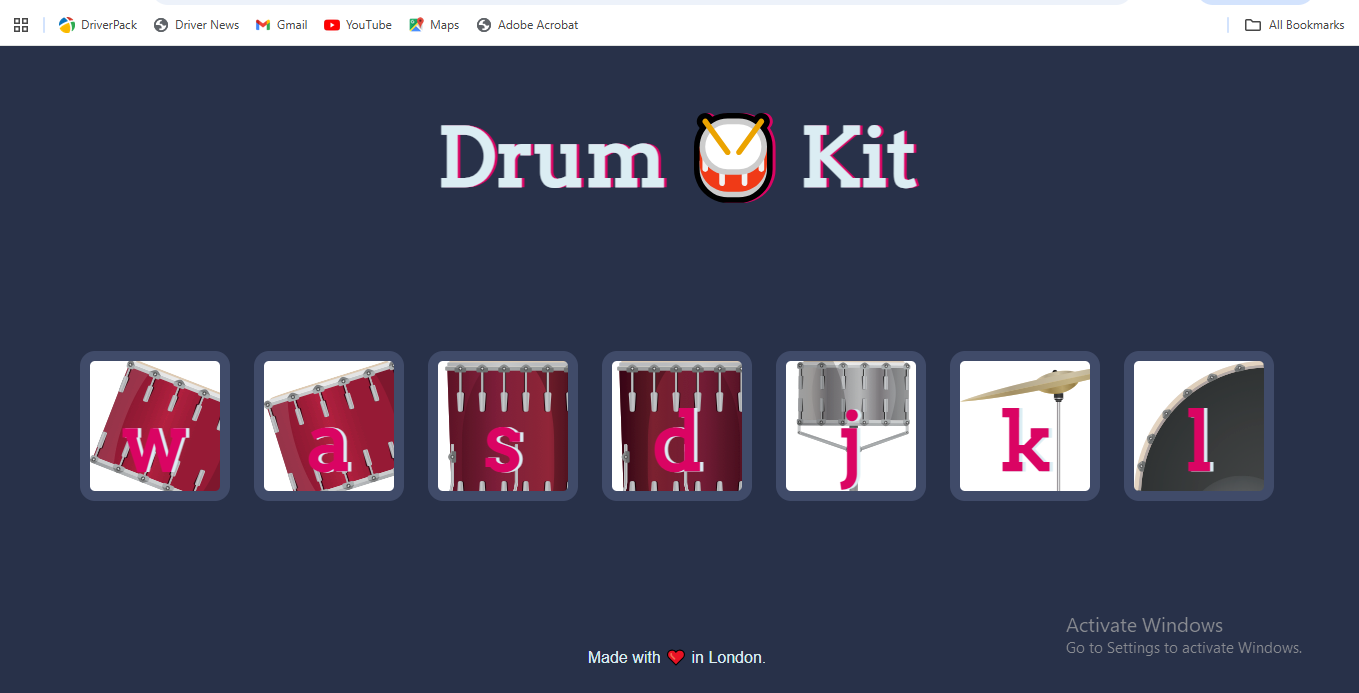 DriverPack Driver News Gmail YouTube Maps Adobe Acrobat All Bookmarks
Drum Kit
w a s d j k l
Made with ❤ in London.
Activate Windows
Go to Settings to activate Windows.